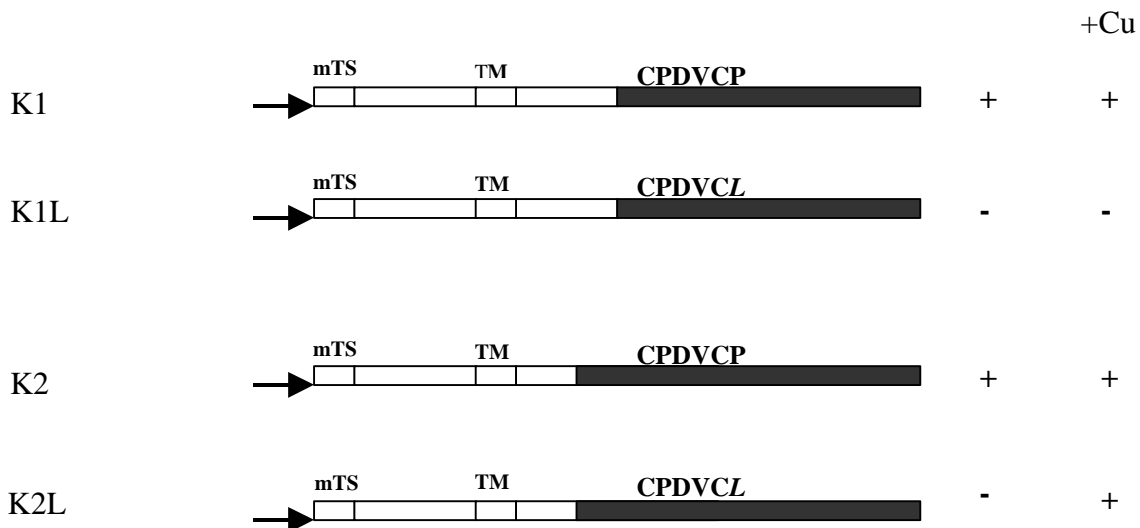 +Cu
mTS TM CPDVCP
K1 + +
mTS TM CPDVCL
K1L - -
mTS TM CPDVCP
K2 + +
mTS TM CPDVCL
K2L - +